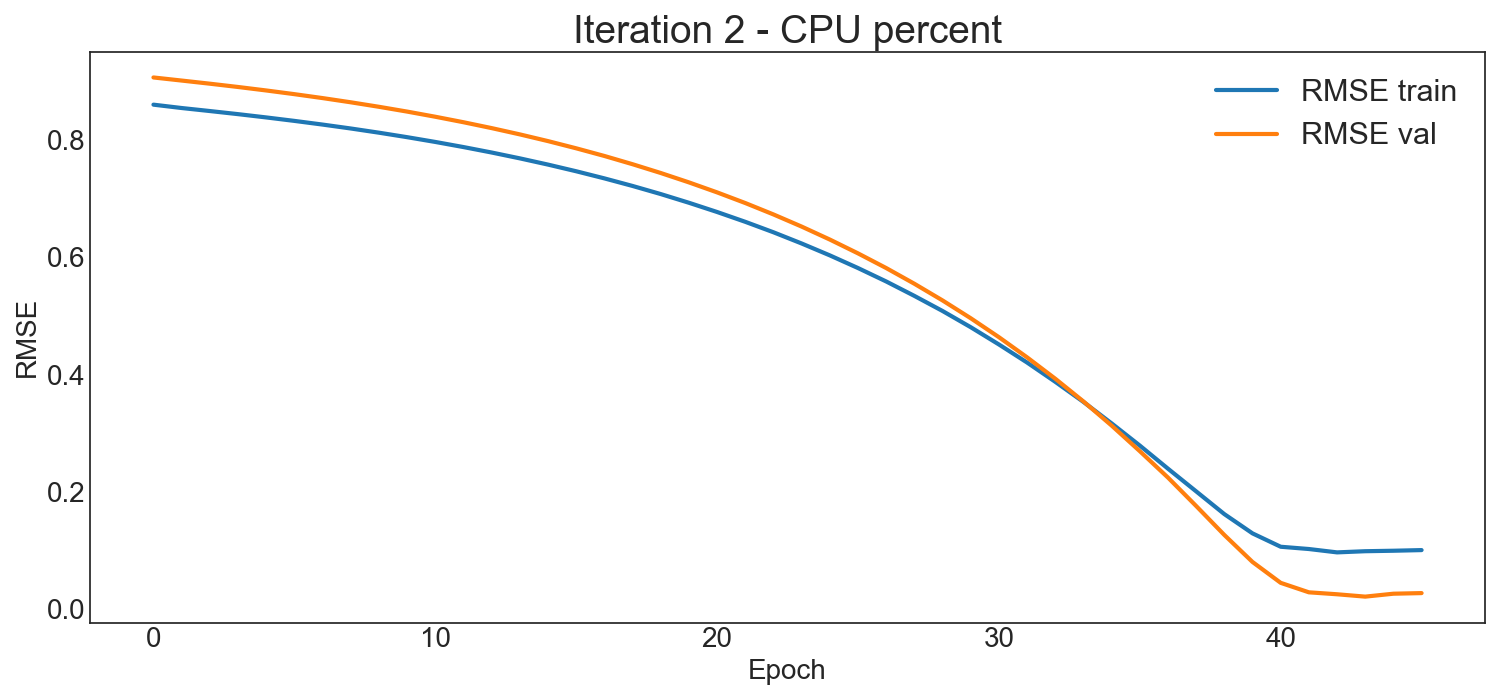 Iteration 2 - CPU percent
RMSE train
RMSE val
0.8
0.6
0.4
0.2
0.0
RMSE
0 10 20 30 40
Epoch